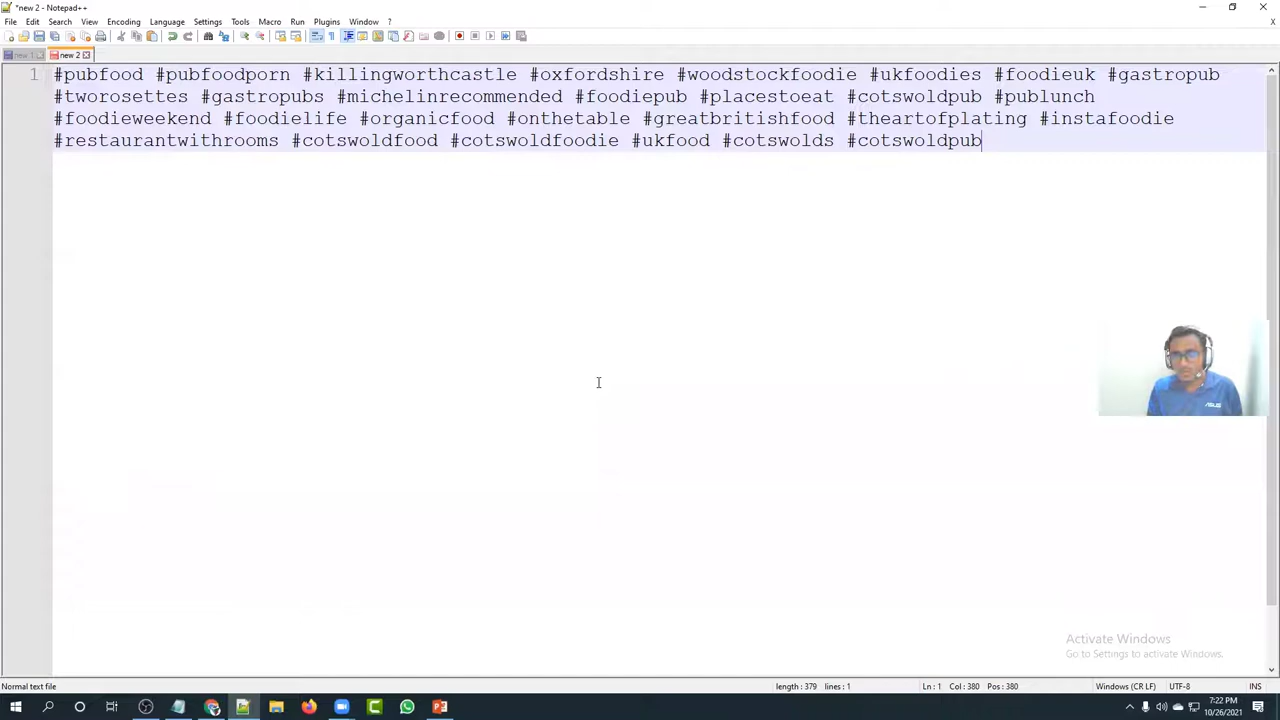 *new 2 - Notepad++
File Edit Search View Encoding Language Settings Tools Macro Run Plugins Window ?
X
new 1 new 2
1 #pubfood #pubfoodporn #killingworthcastle #oxfordshire #woodstockfoodie #ukfoodies #foodieuk #gastropub
#tworosettes #gastropubs #michelinrecommended #foodiepub #placestoeat #cotswoldpub #publunch
#foodieweekend #foodielife #organicfood #onthetable #greatbritishfood #theartofplating #instafoodie
#restaurantwithrooms #cotswoldfood #cotswoldfoodie #ukfood #cotswolds #cotswoldpub
ASUS
Activate Windows
Go to Settings to activate Windows.
Normal text file length : 379 lines : 1 Ln : 1 Col : 380 Pos : 380 Windows (CR LF) UTF-8 INS
7:22 PM
10/26/2021